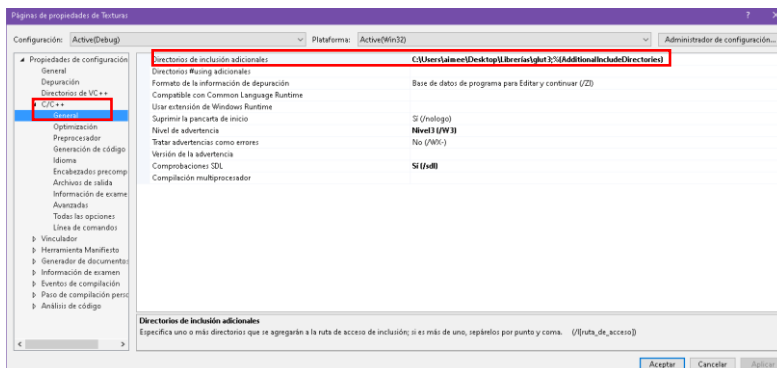 Páginas de propiedades de Texturas
? X
Configuración: Active(Debug) Plataforma: Active(Win32) Administrador de configuración...
Propiedades de configuración
General
Depuración
Directorios de VC++
C/C++
General
Optimización
Preprocesador
Generación de código
Idioma
Encabezados precomp
Archivos de salida
Información de exame
Avanzadas
Todas las opciones
Línea de comandos
Vinculador
Herramienta Manifiesto
Generador de documentos
Información de examen
Eventos de compilación
Paso de compilación perso
Análisis de código
Directorios de inclusión adicionales C:\Users\aimee\Desktop\Librerías\glut3;%(AdditionalIncludeDirectories)
Directorios #using adicionales
Formato de la información de depuración Base de datos de programa para Editar y continuar (/ZI)
Compatible con Common Language Runtime
Usar extensión de Windows Runtime
Suprimir la pancarta de inicio Sí (/nologo)
Nivel de advertencia Nivel3 (/W3)
Tratar advertencias como errores No (/WX-)
Versión de la advertencia
Comprobaciones SDL Sí (/sdl)
Compilación multiprocesador
Directorios de inclusión adicionales
Especifica uno o más directorios que se agregarán a la ruta de acceso de inclusión; si es más de uno, sepárelos por punto y coma. (/I[ruta_de_acceso])
Aceptar Cancelar Aplicar